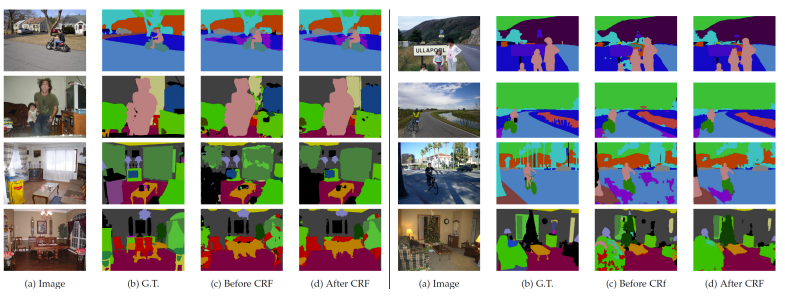 ULLAPOOL
(a) Image (b) G.T. (c) Before CRF (d) After CRF (a) Image (b) G.T. (c) Before CRf (d) After CRF